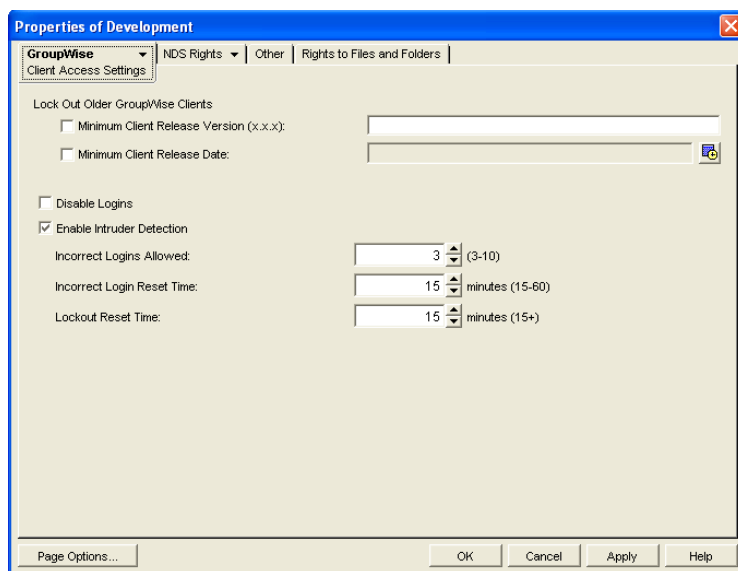 Properties of Development
GroupWise NDS Rights Other Rights to Files and Folders
Client Access Settings
Lock Out Older GroupWise Clients
Minimum Client Release Version (x.x.x):
Minimum Client Release Date:
Disable Logins
Enable Intruder Detection
Incorrect Logins Allowed: 3 (3-10)
Incorrect Login Reset Time: 15 minutes (15-60)
Lockout Reset Time: 15 minutes (15+)
Page Options... OK Cancel Apply Help